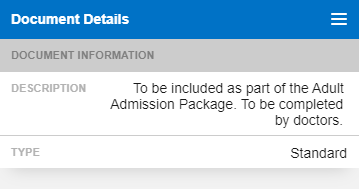 Document Details
DOCUMENT INFORMATION
DESCRIPTION To be included as part of the Adult
Admission Package. To be completed
by doctors.
TYPE Standard